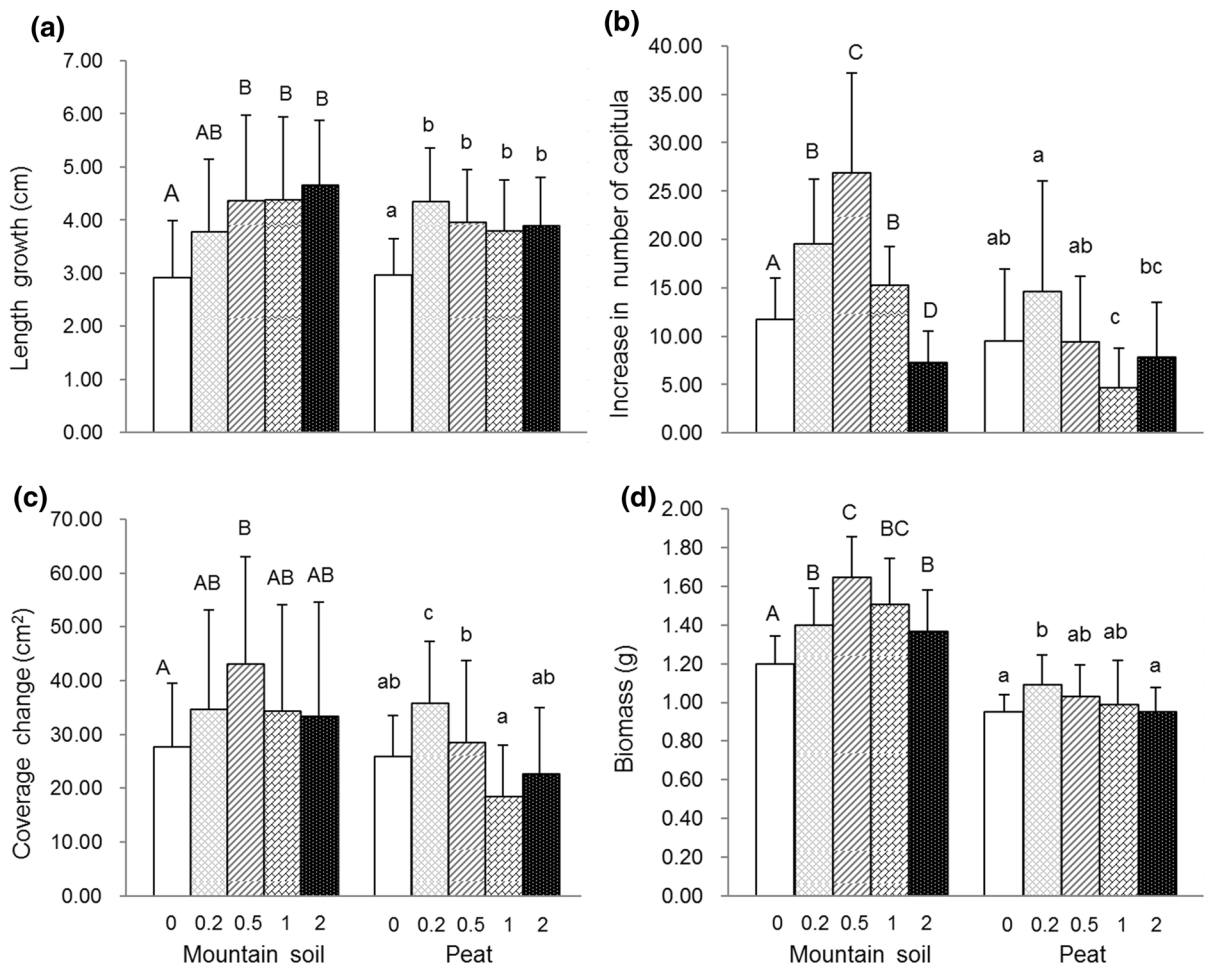 (a)
Length growth (cm)
7.00
6.00
5.00
4.00
3.00
2.00
1.00
0.00
A
AB
B
B
B
a
b
b
b
b
(b)
Increase in number of capitula
40.00
35.00
30.00
25.00
20.00
15.00
10.00
5.00
0.00
A
B
C
B
D
ab
a
ab
c
bc
(c)
Coverage change (cm²)
70.00
60.00
50.00
40.00
30.00
20.00
10.00
0.00
A
AB
B
AB
AB
ab
c
b
a
ab
0 0.2 0.5 1 2 0 0.2 0.5 1 2
Mountain soil Peat
(d)
Biomass (g)
2.00
1.80
1.60
1.40
1.20
1.00
0.80
0.60
0.40
0.20
0.00
A
B
C
BC
B
a
b
ab
ab
a
0 0.2 0.5 1 2 0 0.2 0.5 1 2
Mountain soil Peat